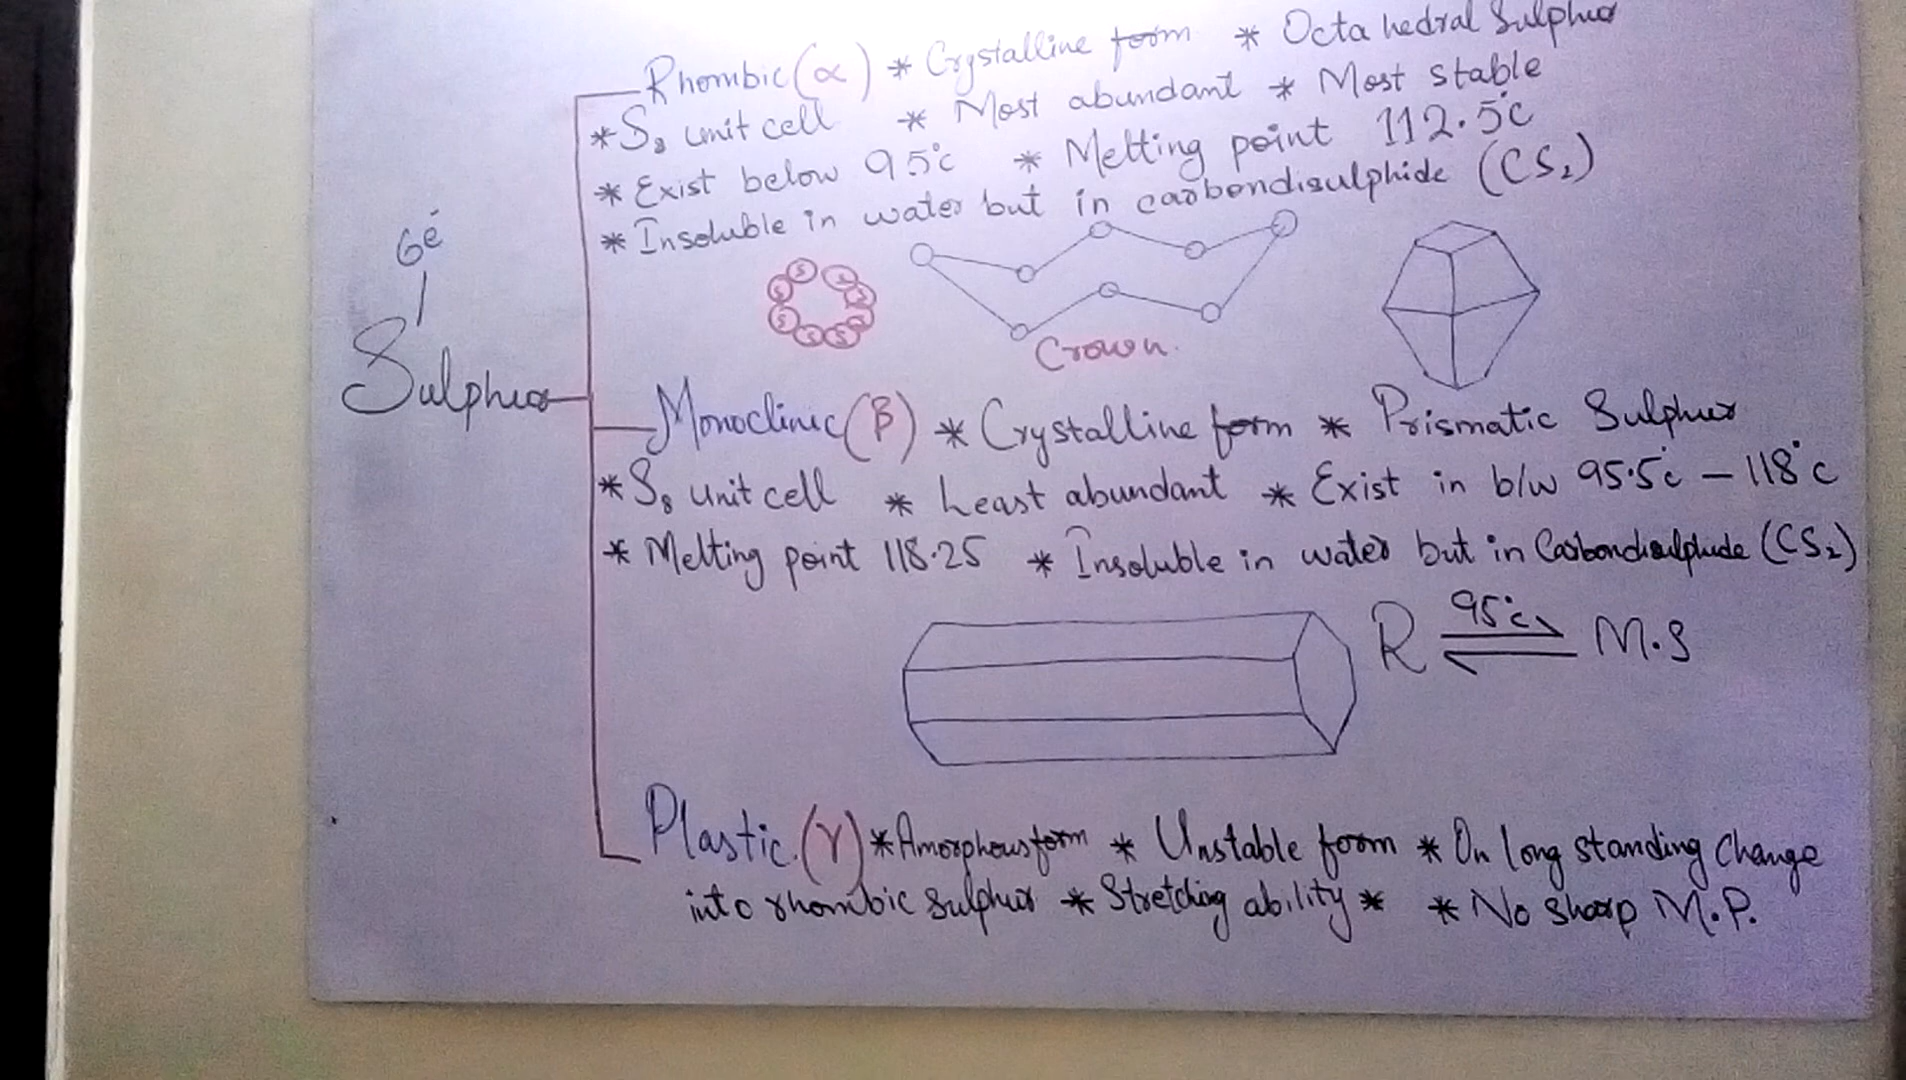 Rhombic (α) * Crystalline form * Octahedral Sulphur
* S₈ unit cell * Most abundant * Most stable
* Exist below 95°c * Melting point 112.5°c
* Insoluble in water but in carbondisulphide (CS₂)
6e⁻
S S S S S S S S
Crown.
Sulphur
Monoclinic (β) * Crystalline form * Prismatic Sulphur
* S₈ unit cell * Least abundant * Exist in b/w 95.5°c – 118°c
* Melting point 118.25 * Insoluble in water but in Carbondisulphide (CS₂)
R 95°c ⇌ M.S
Plastic. (γ) * Amorphous form * Unstable form * On long standing change
into rhombic sulphur * Stretching ability * * No sharp M.P.